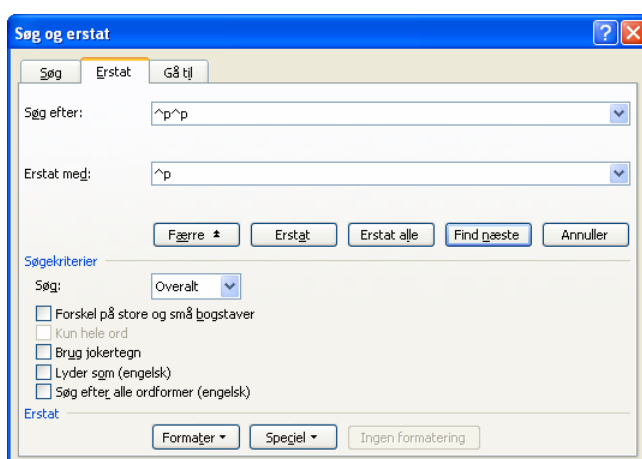 Søg og erstat
Søg Erstat Gå til
Søg efter: ^p^p
Erstat med: ^p
Færre Erstat Erstat alle Find næste Annuller
Søgekriterier
Søg: Overalt
Forskel på store og små bogstaver
Kun hele ord
Brug jokertegn
Lyder som (engelsk)
Søg efter alle ordformer (engelsk)
Erstat
Formater Speciel Ingen formatering